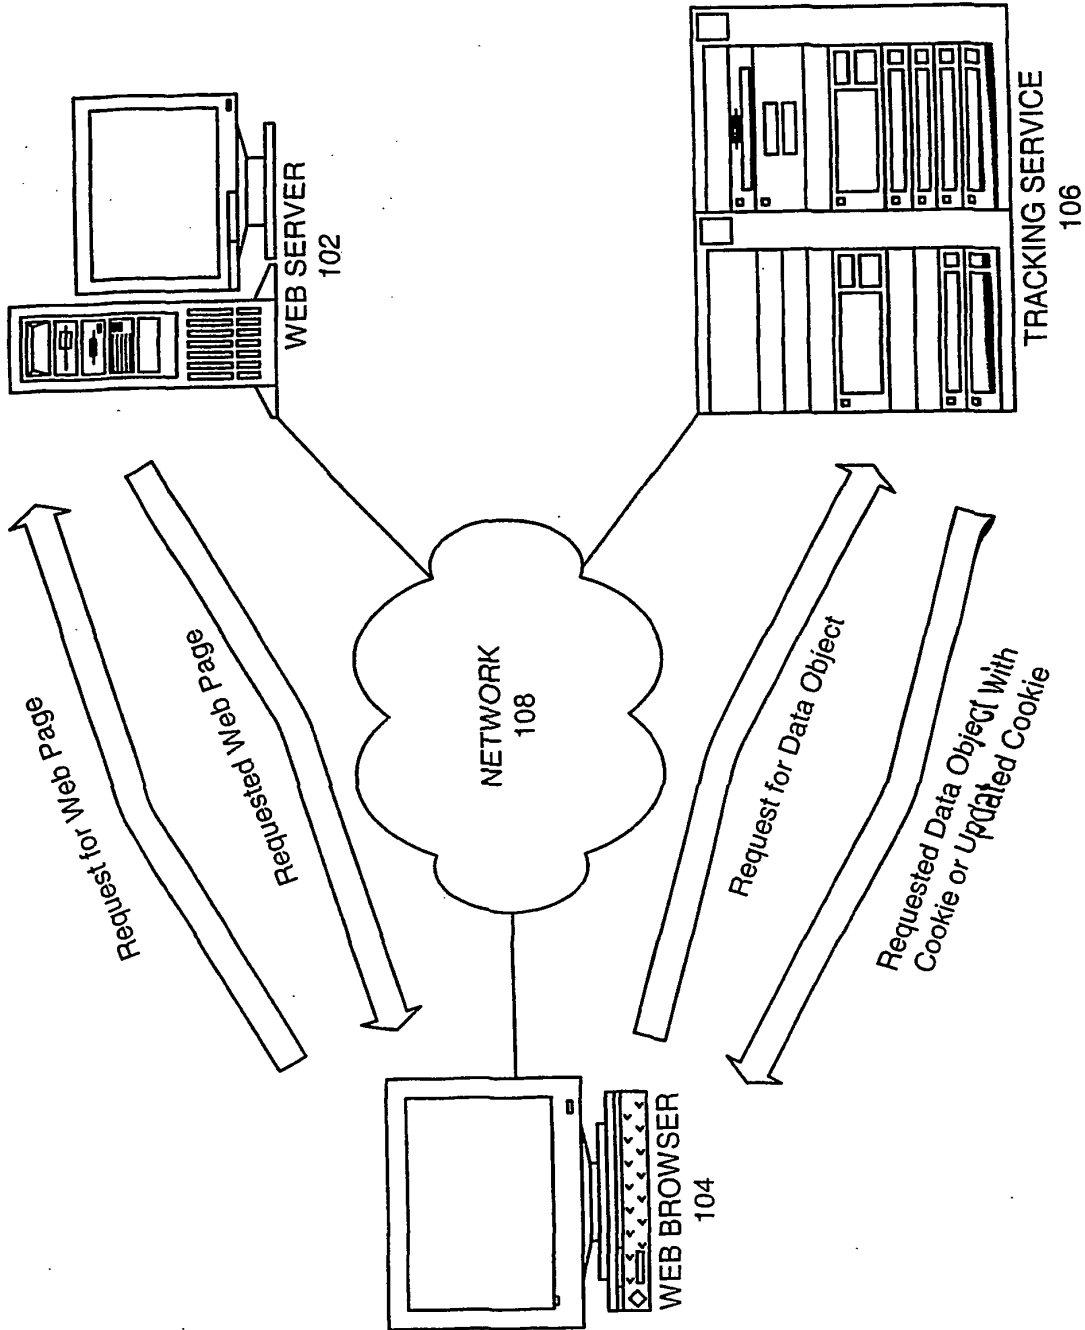 WEB SERVER
102
Request for Web Page
Requested Web Page
NETWORK
108
WEB BROWSER
104
Request for Data Object
Requested Data Object With
Cookie or Updated Cookie
TRACKING SERVICE
106